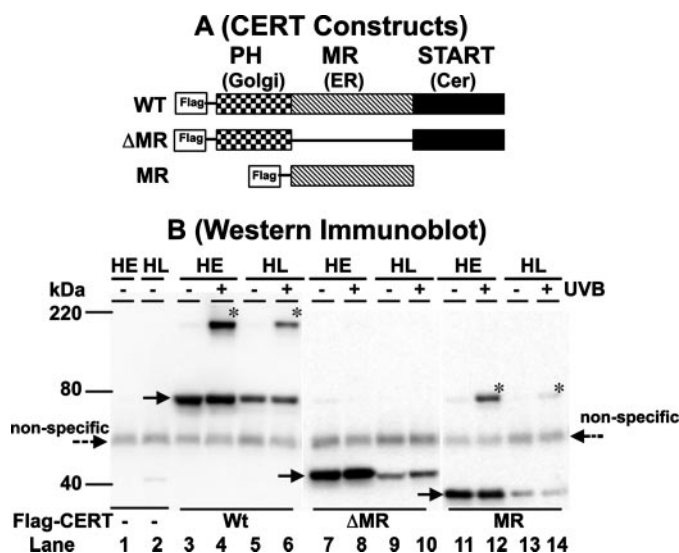 A (CERT Constructs)
PH MR START
(Golgi) (ER) (Cer)
WT Flag
ΔMR Flag
MR Flag
B (Western Immunoblot)
HE HL HE HL HE HL HE HL
kDa - - - + - + - + - + - + - + UVB
220 * * 
80 * *
non-specific non-specific
40
Flag-CERT - - Wt ΔMR MR
Lane 1 2 3 4 5 6 7 8 9 10 11 12 13 14